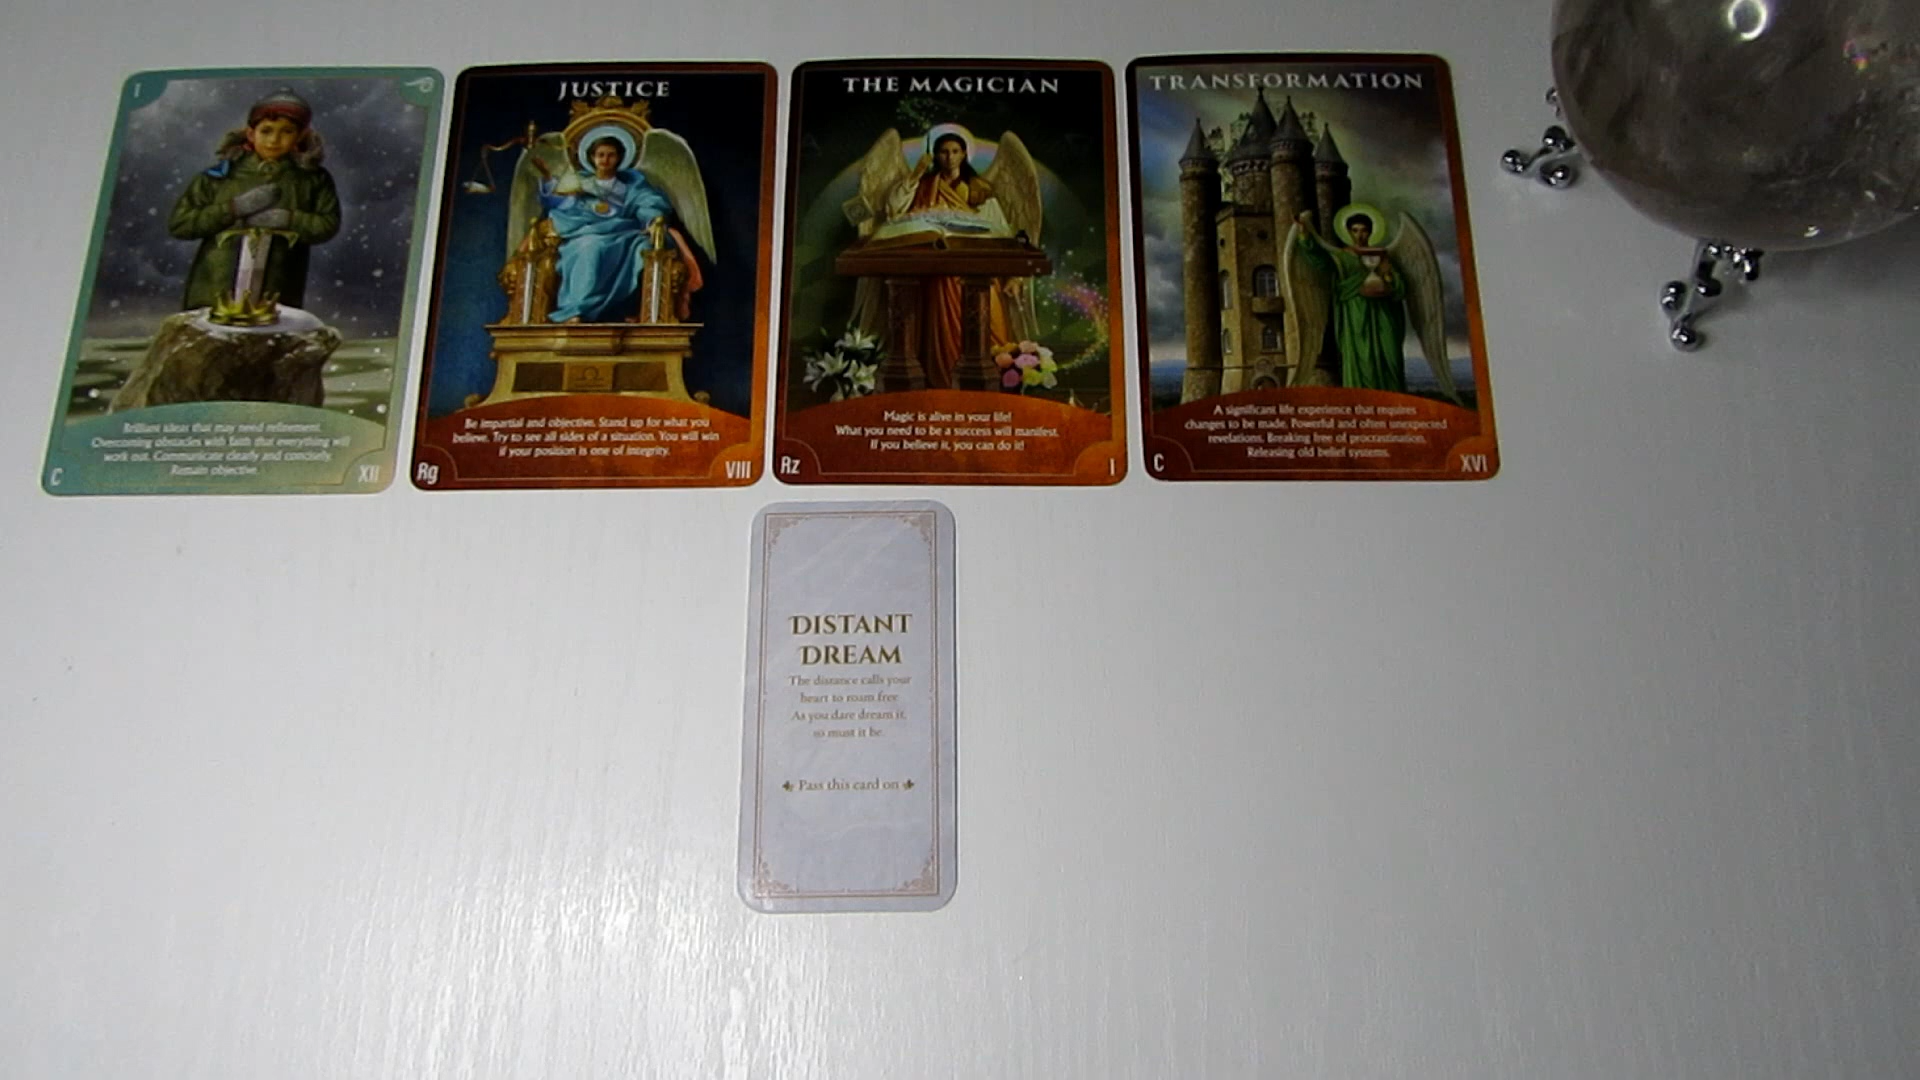 I
Brilliant ideas that may need refinement.
Overcoming obstacles with faith that everything will
work out. Communicate clearly and concisely.
Remain objective.
C
XII
JUSTICE
Be impartial and objective. Stand up for what you
believe. Try to see all sides of a situation. You will win
if your position is one of integrity.
Rg
VIII
THE MAGICIAN
Magic is alive in your life!
What you need to be a success will manifest.
If you believe it, you can do it!
Rz
I
TRANSFORMATION
A significant life experience that requires
changes to be made. Powerful and often unexpected
revelations. Breaking free of procrastination.
Releasing old belief systems.
C
XVI
DISTANT
DREAM
The distance calls your
heart to roam free
As you dare dream it,
so must it be.
Pass this card on